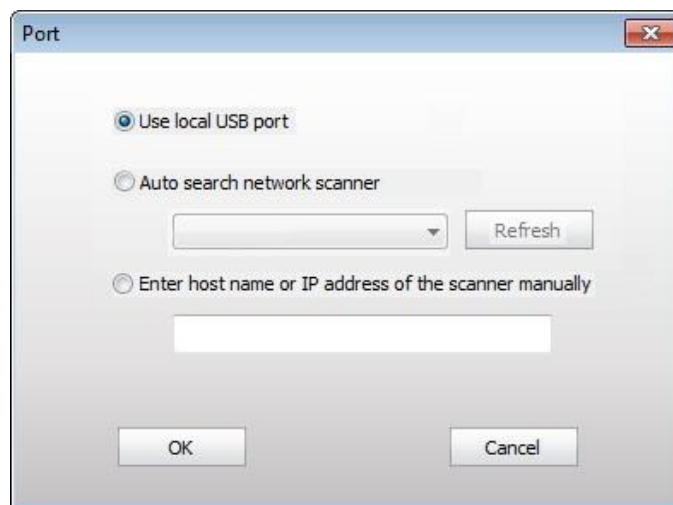 Port
Use local USB port
Auto search network scanner
Refresh
Enter host name or IP address of the scanner manually
OK
Cancel